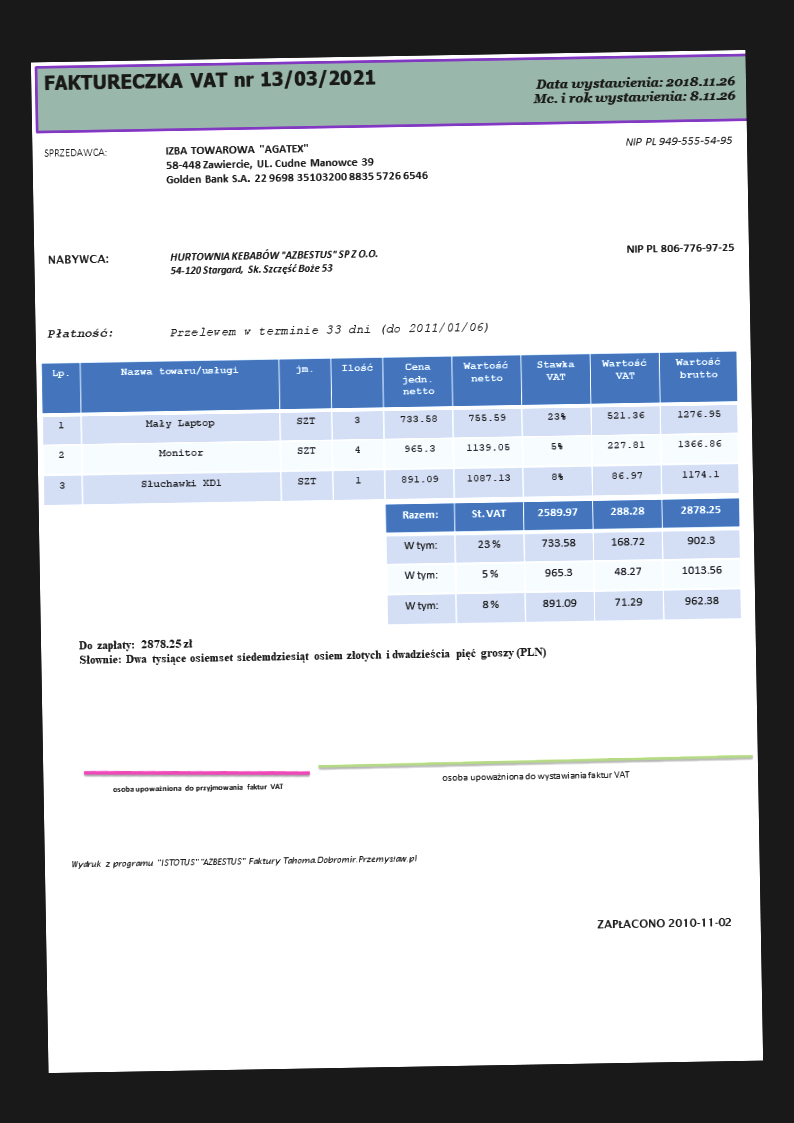 FAKTURECZKA VAT nr 13/03/2021
Data wystawienia: 2018.11.26
Mc. i rok wystawienia: 8.11.26
SPRZEDAWCA:
IZBA TOWAROWA "AGATEX"
58-448 Zawiercie, UL. Cudne Manowce 39
Golden Bank S.A. 22 9698 35103200 8835 5726 6546
NIP PL 949-555-54-95
NABYWCA:
HURTOWNIA KEBABÓW "AZBESTUS" SP Z O.O.
54-120 Stargard, Sk. Szczęść Boże 53
NIP PL 806-776-97-25
Płatność: Przelewem w terminie 33 dni (do 2011/01/06)
Lp. Nazwa towaru/usługi jm. Ilość Cena jedn. netto Wartość netto Stawka VAT Wartość VAT Wartość brutto
1 Mały Laptop SZT 3 733.58 755.59 23% 521.36 1276.95
2 Monitor SZT 4 965.3 1139.05 5% 227.81 1366.86
3 Słuchawki XD1 SZT 1 891.09 1087.13 8% 86.97 1174.1
Razem: St.VAT 2589.97 288.28 2878.25
W tym: 23 % 733.58 168.72 902.3
W tym: 5 % 965.3 48.27 1013.56
W tym: 8 % 891.09 71.29 962.38
Do zapłaty: 2878.25 zł
Słownie: Dwa tysiące osiemset siedemdziesiąt osiem złotych i dwadzieścia pięć groszy (PLN)
osoba upoważniona do przyjmowania faktur VAT
osoba upoważniona do wystawiania faktur VAT
Wydruk z programu "ISTOTUS" "AZBESTUS" Faktury Tahoma.Dobromir.Przemyslaw.pl
ZAPŁACONO 2010-11-02